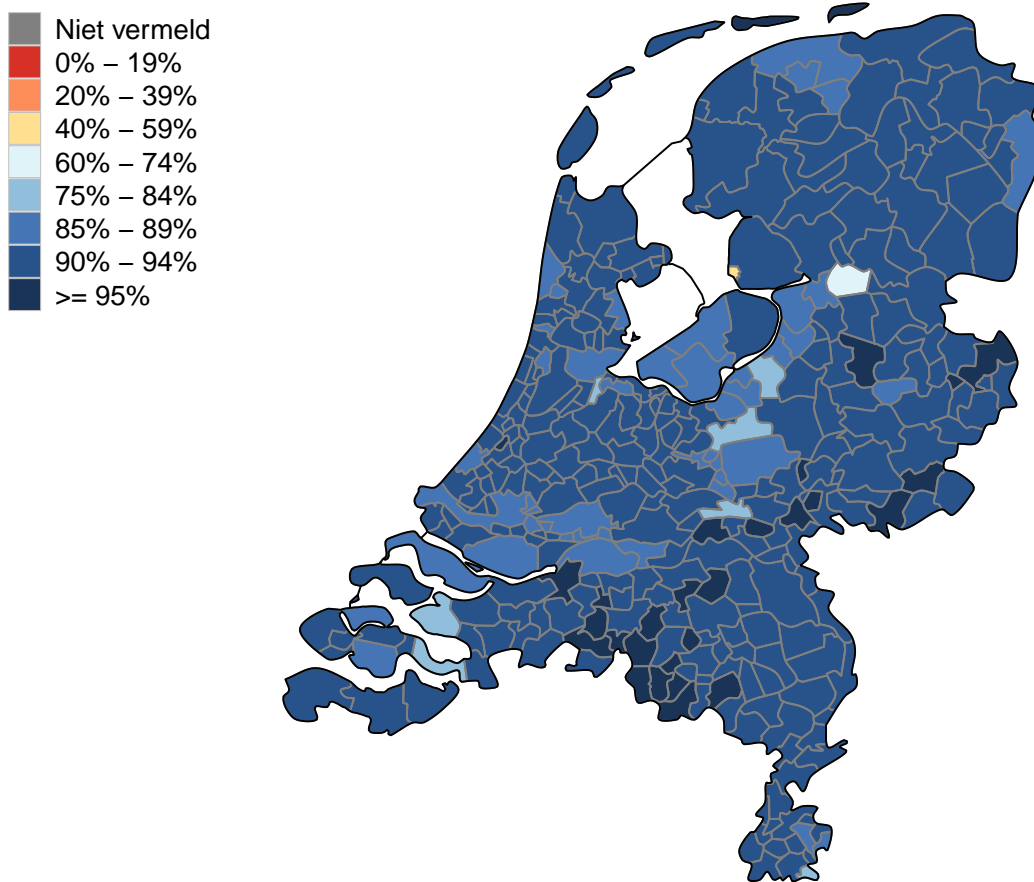 Niet vermeld
0% – 19%
20% – 39%
40% – 59%
60% – 74%
75% – 84%
85% – 89%
90% – 94%
>= 95%